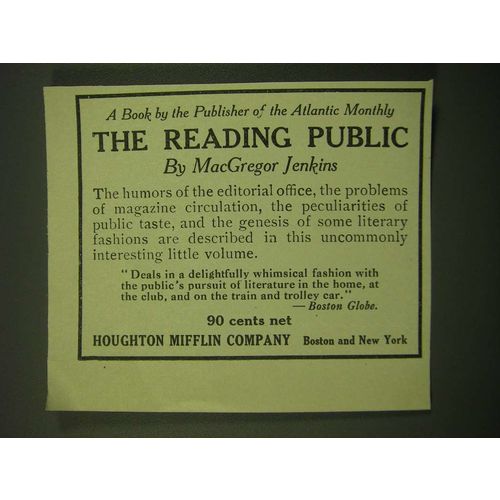 A Book by the Publisher of the Atlantic Monthly
THE READING PUBLIC
By MacGregor Jenkins
The humors of the editorial office, the problems
of magazine circulation, the peculiarities of
public taste, and the genesis of some literary
fashions are described in this uncommonly
interesting little volume.
"Deals in a delightfully whimsical fashion with
the public's pursuit of literature in the home, at
the club, and on the train and trolley car."
— Boston Globe.
90 cents net
HOUGHTON MIFFLIN COMPANY Boston and New York